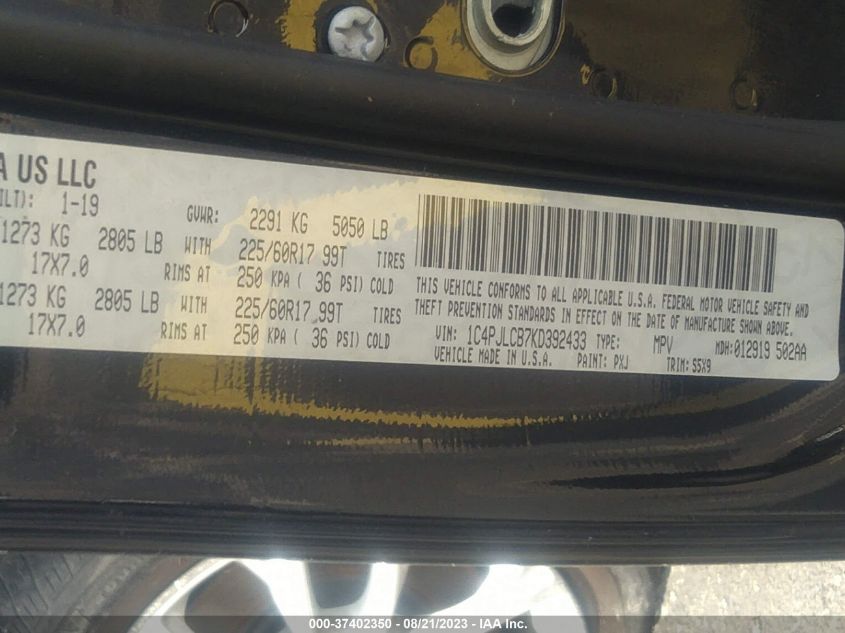 A US LLC
ILT): 1-19 GVWR: 2291 KG 5050 LB
1273 KG 2805 LB WITH 225/60R17 99T TIRES
17X7.0 RIMS AT 250 KPA ( 36 PSI) COLD
1273 KG 2805 LB WITH 225/60R17 99T TIRES
17X7.0 RIMS AT 250 KPA ( 36 PSI) COLD
THIS VEHICLE CONFORMS TO ALL APPLICABLE U.S.A. FEDERAL MOTOR VEHICLE SAFETY AND
THEFT PREVENTION STANDARDS IN EFFECT ON THE DATE OF MANUFACTURE SHOWN ABOVE.
VIN: 1C4PJLCB7KD392433 TYPE: MPV MDH:012919 502AA
VEHICLE MADE IN U.S.A. PAINT: PXJ TRIM: S5X9
000-37402350 - 08/21/2023 - IAA Inc.